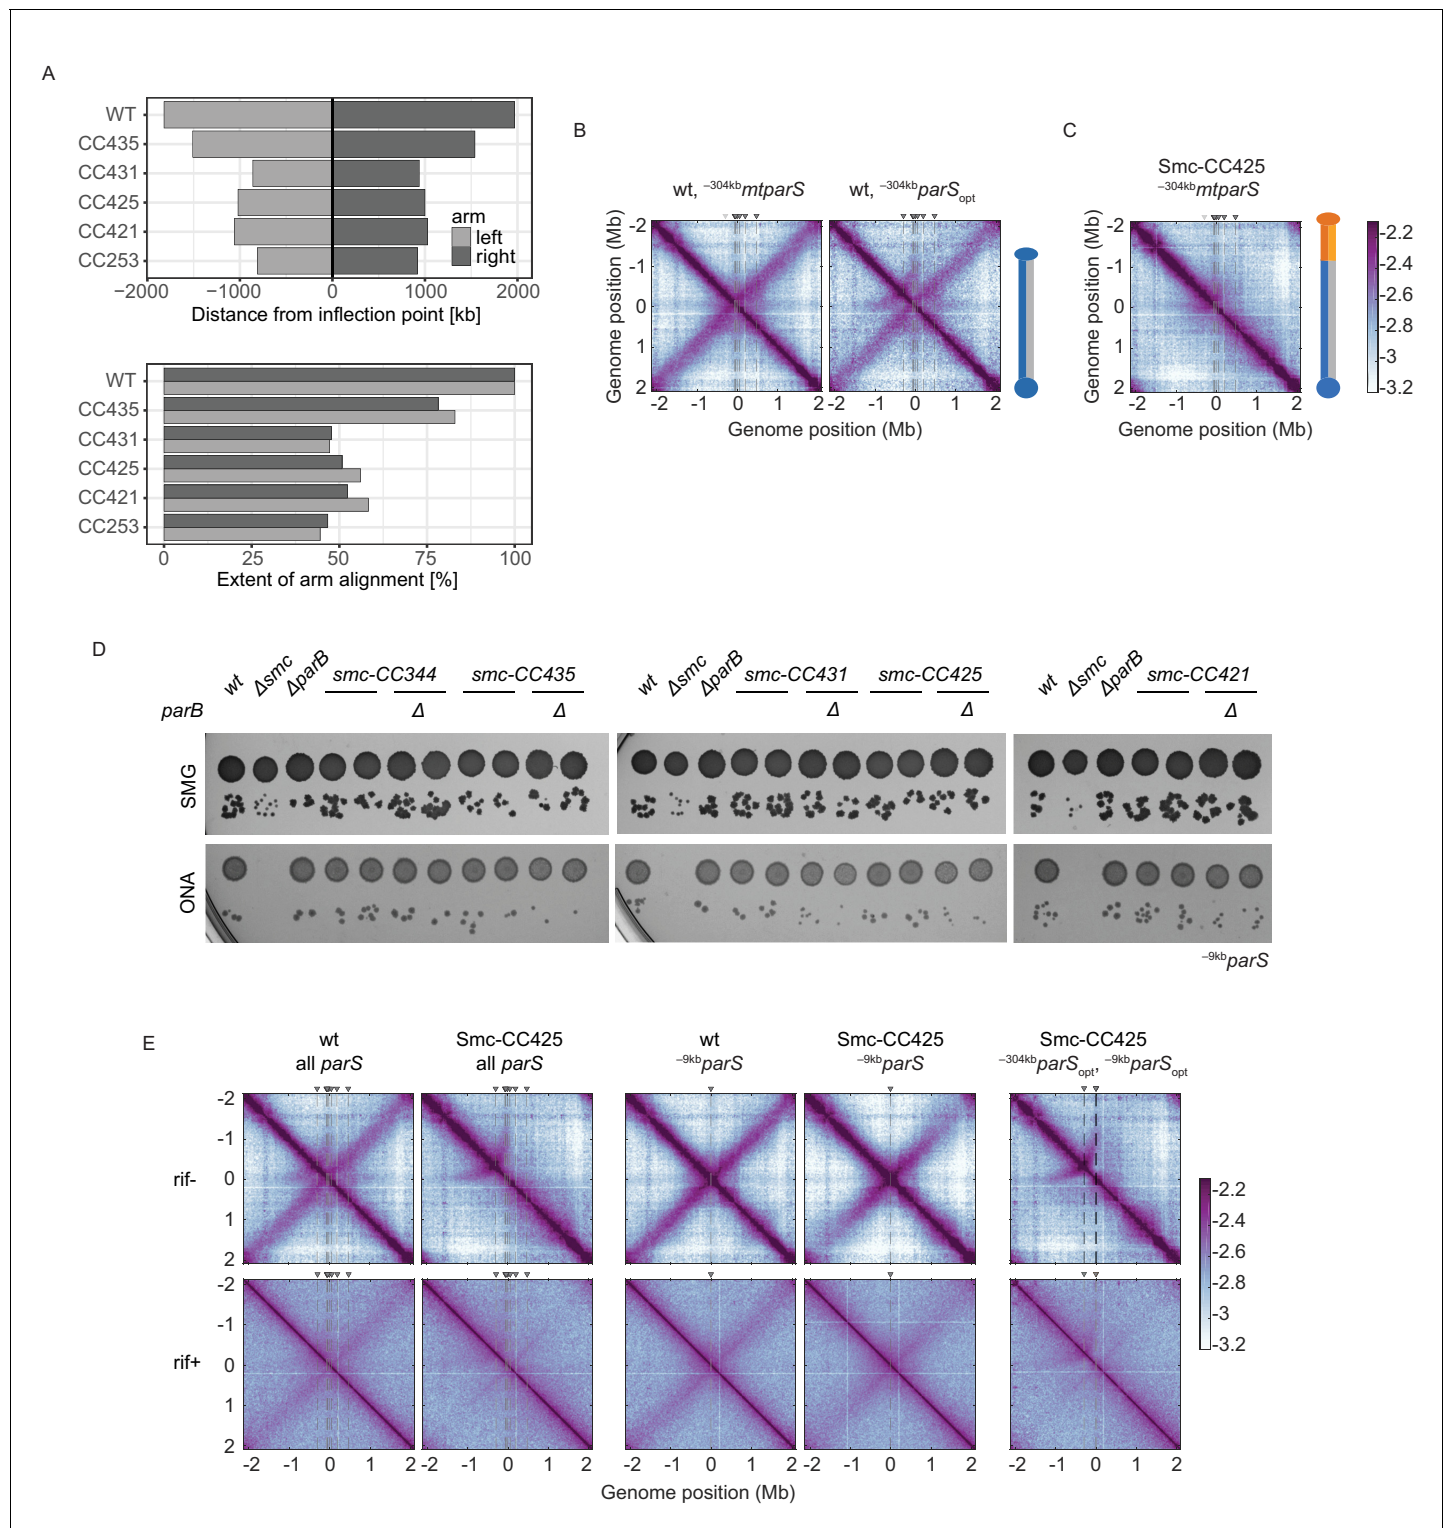 A
WT
CC435
CC431
CC425
CC421
CC253
arm
left
right
−2000 −1000 0 1000 2000
Distance from inflection point [kb]
WT
CC435
CC431
CC425
CC421
CC253
0 25 50 75 100
Extent of arm alignment [%]
B
wt, −304kbmtparS
wt, −304kbparSopt
Genome position (Mb)
-2
-1
0
1
2
-2 -1 0 1 2
-2 -1 0 1 2
Genome position (Mb)
C
Smc-CC425
−304kbmtparS
Genome position (Mb)
-2
-1
0
1
2
-2 -1 0 1 2
Genome position (Mb)
-2.2
-2.4
-2.6
-2.8
-3
-3.2
D
wt Δsmc ΔparB smc-CC344 smc-CC435
wt Δsmc ΔparB smc-CC431 smc-CC425
wt Δsmc ΔparB smc-CC421
parB Δ Δ Δ Δ Δ
SMG
ONA
−9kbparS
E
wt
all parS
Smc-CC425
all parS
wt
−9kbparS
Smc-CC425
−9kbparS
Smc-CC425
−304kbparSopt, −9kbparSopt
rif-
-2
-1
0
1
2
rif+
-2
-1
0
1
2
-2 -1 0 1 2
-2 -1 0 1 2
-2 -1 0 1 2
-2 -1 0 1 2
-2 -1 0 1 2
Genome position (Mb)
-2.2
-2.4
-2.6
-2.8
-3
-3.2